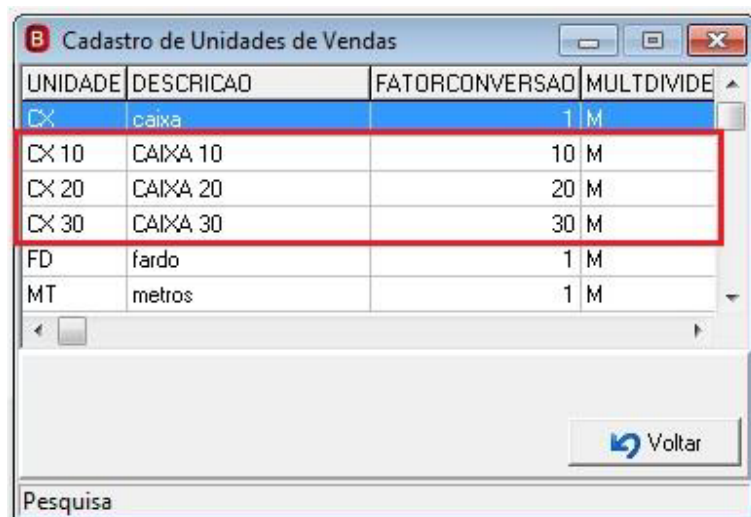 B Cadastro de Unidades de Vendas
UNIDADE DESCRICAO FATORCONVERSAO MULTDIVIDE
CX caixa 1 M
CX 10 CAIXA 10 10 M
CX 20 CAIXA 20 20 M
CX 30 CAIXA 30 30 M
FD fardo 1 M
MT metros 1 M
Voltar
Pesquisa